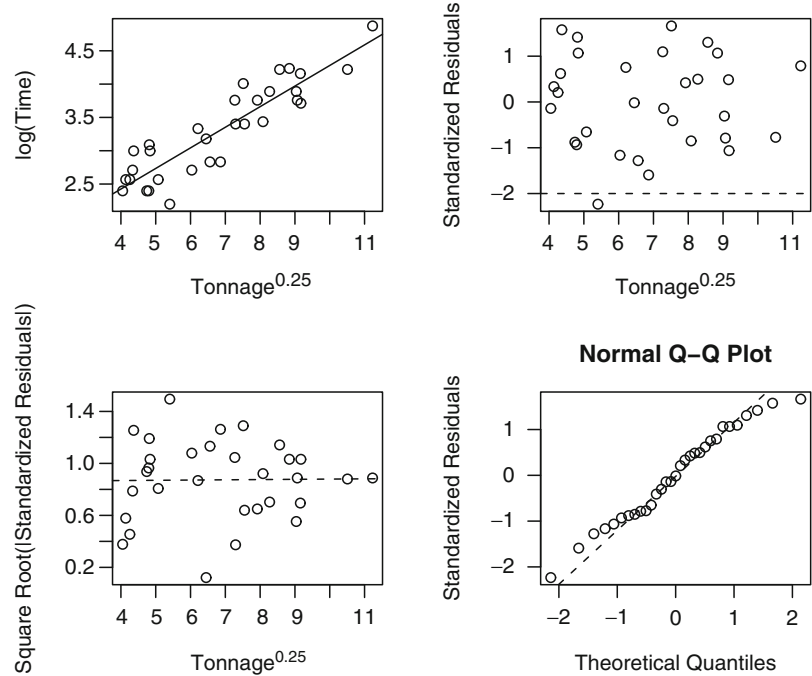 log(Time)
4.5
3.5
2.5
4 5 6 7 8 9 11
Tonnage^0.25
Standardized Residuals
1
0
−1
−2
4 5 6 7 8 9 11
Tonnage^0.25
Square Root(|Standardized Residuals|)
1.4
1.0
0.6
0.2
4 5 6 7 8 9 11
Tonnage^0.25
Normal Q−Q Plot
Standardized Residuals
1
0
−1
−2
−2 −1 0 1 2
Theoretical Quantiles